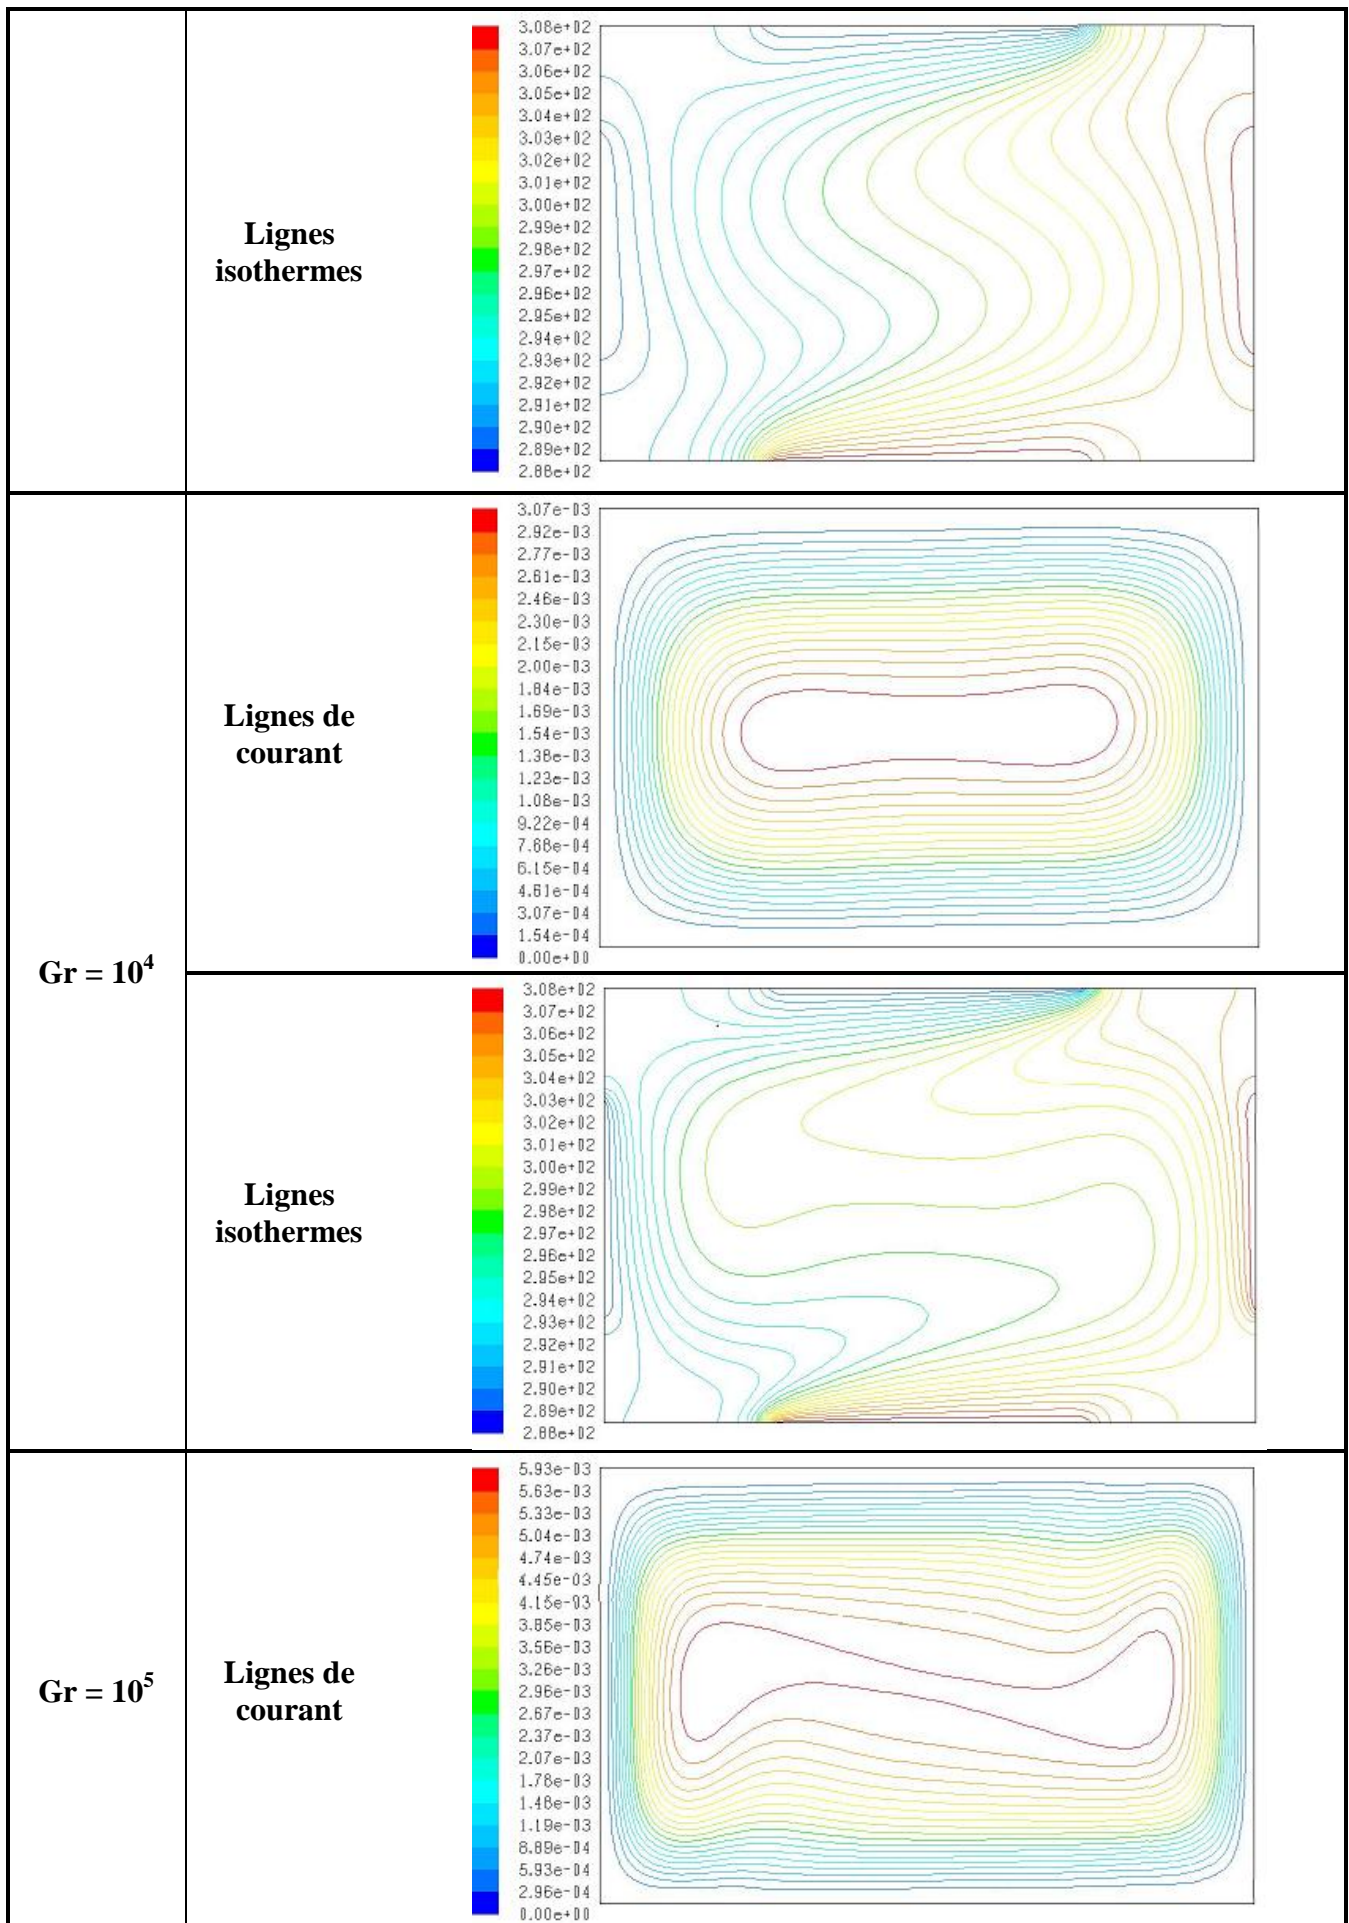 Lignes
isothermes
3.08e+02
3.07e+02
3.06e+02
3.05e+02
3.04e+02
3.03e+02
3.02e+02
3.01e+02
3.00e+02
2.99e+02
2.98e+02
2.97e+02
2.96e+02
2.95e+02
2.94e+02
2.93e+02
2.92e+02
2.91e+02
2.90e+02
2.89e+02
2.88e+02
Gr = 10⁴
Lignes de
courant
3.07e-03
2.92e-03
2.77e-03
2.61e-03
2.46e-03
2.30e-03
2.15e-03
2.00e-03
1.84e-03
1.69e-03
1.54e-03
1.38e-03
1.23e-03
1.08e-03
9.22e-04
7.68e-04
6.15e-04
4.61e-04
3.07e-04
1.54e-04
0.00e+00
Lignes
isothermes
3.08e+02
3.07e+02
3.06e+02
3.05e+02
3.04e+02
3.03e+02
3.02e+02
3.01e+02
3.00e+02
2.99e+02
2.98e+02
2.97e+02
2.96e+02
2.95e+02
2.94e+02
2.93e+02
2.92e+02
2.91e+02
2.90e+02
2.89e+02
2.88e+02
Gr = 10⁵
Lignes de
courant
5.93e-03
5.63e-03
5.33e-03
5.04e-03
4.74e-03
4.45e-03
4.15e-03
3.85e-03
3.56e-03
3.26e-03
2.96e-03
2.67e-03
2.37e-03
2.07e-03
1.78e-03
1.48e-03
1.19e-03
8.89e-04
5.93e-04
2.96e-04
0.00e+00